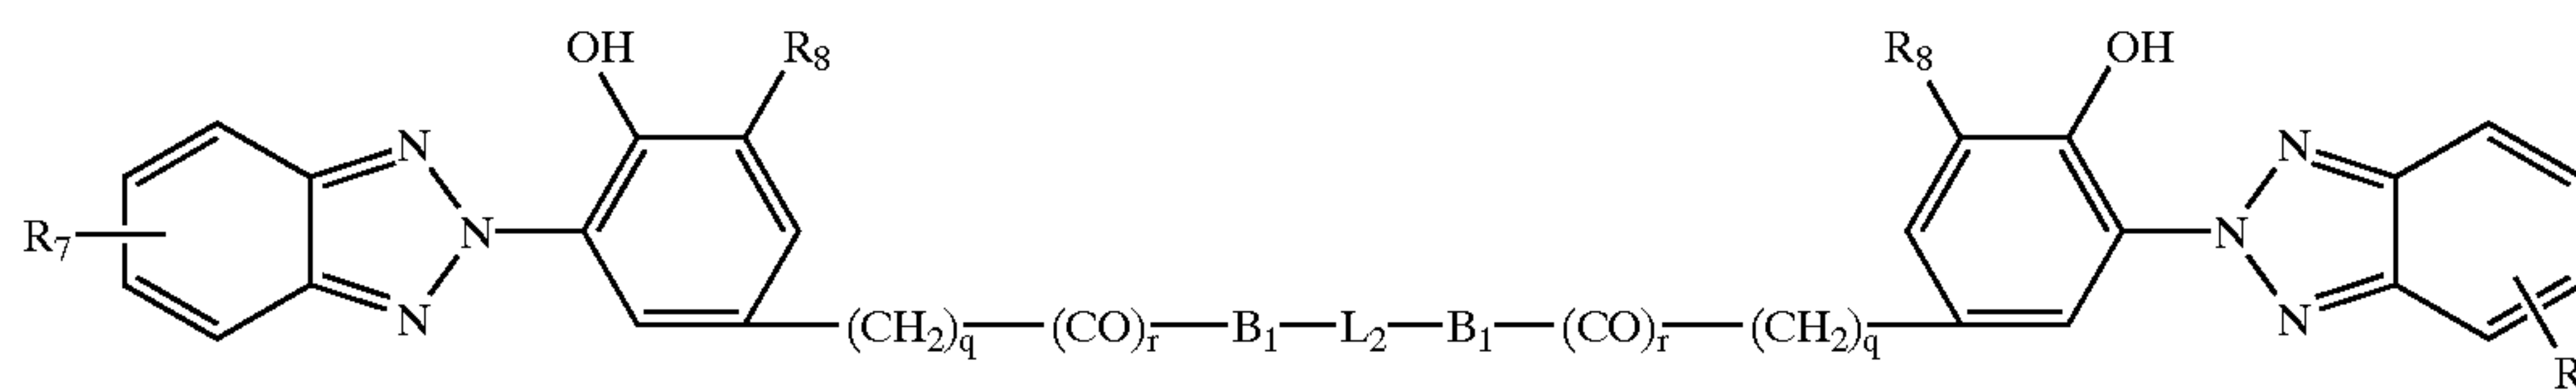 OH R₈ R₈ OH
N N
R₇ N N
N (CH₂)q (CO)r B₁ L₂ B₁ (CO)r (CH₂)q N
R